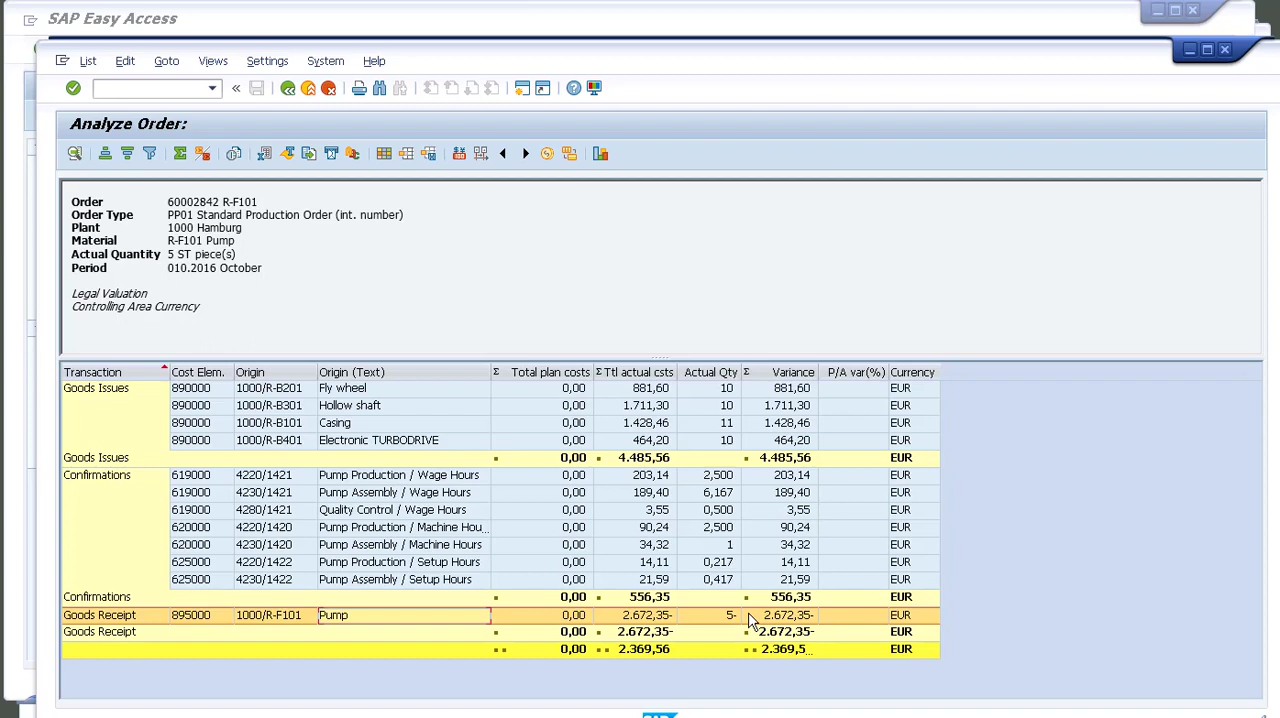 SAP Easy Access
List Edit Goto Views Settings System Help
Analyze Order:
Order 60002842 R-F101
Order Type PP01 Standard Production Order (int. number)
Plant 1000 Hamburg
Material R-F101 Pump
Actual Quantity 5 ST piece(s)
Period 010.2016 October
Legal Valuation
Controlling Area Currency
Transaction Cost Elem. Origin Origin (Text) Σ Total plan costs Σ Ttl actual csts Actual Qty Σ Variance P/A var(%) Currency
Goods Issues 890000 1000/R-B201 Fly wheel 0,00 881,60 10 881,60 EUR
890000 1000/R-B301 Hollow shaft 0,00 1.711,30 10 1.711,30 EUR
890000 1000/R-B101 Casing 0,00 1.428,46 11 1.428,46 EUR
890000 1000/R-B401 Electronic TURBODRIVE 0,00 464,20 10 464,20 EUR
Goods Issues 0,00 4.485,56 4.485,56 EUR
Confirmations 619000 4220/1421 Pump Production / Wage Hours 0,00 203,14 2,500 203,14 EUR
619000 4230/1421 Pump Assembly / Wage Hours 0,00 189,40 6,167 189,40 EUR
619000 4280/1421 Quality Control / Wage Hours 0,00 3,55 0,500 3,55 EUR
620000 4220/1420 Pump Production / Machine Hou... 0,00 90,24 2,500 90,24 EUR
620000 4230/1420 Pump Assembly / Machine Hours 0,00 34,32 1 34,32 EUR
625000 4220/1422 Pump Production / Setup Hours 0,00 14,11 0,217 14,11 EUR
625000 4230/1422 Pump Assembly / Setup Hours 0,00 21,59 0,417 21,59 EUR
Confirmations 0,00 556,35 556,35 EUR
Goods Receipt 895000 1000/R-F101 Pump 0,00 2.672,35- 5- 2.672,35- EUR
Goods Receipt 0,00 2.672,35- 2.672,35- EUR
0,00 2.369,56 2.369,5... EUR
SAP